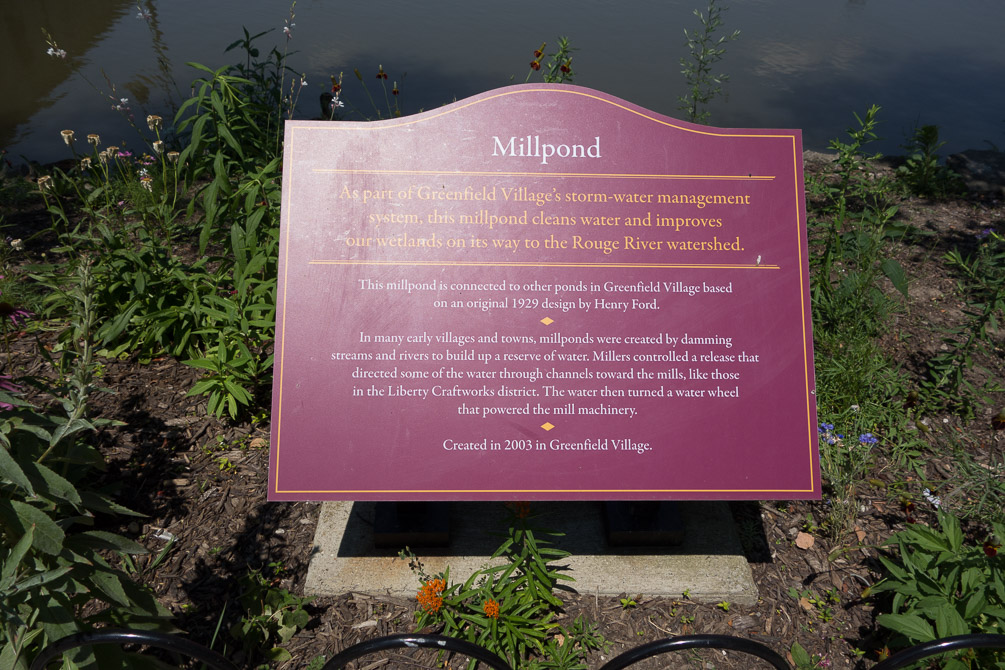 Millpond
As part of Greenfield Village's storm-water management
system, this millpond cleans water and improves
our wetlands on its way to the Rouge River watershed.
This millpond is connected to other ponds in Greenfield Village based
on an original 1929 design by Henry Ford.
In many early villages and towns, millponds were created by damming
streams and rivers to build up a reserve of water. Millers controlled a release that
directed some of the water through channels toward the mills, like those
in the Liberty Craftworks district. The water then turned a water wheel
that powered the mill machinery.
Created in 2003 in Greenfield Village.